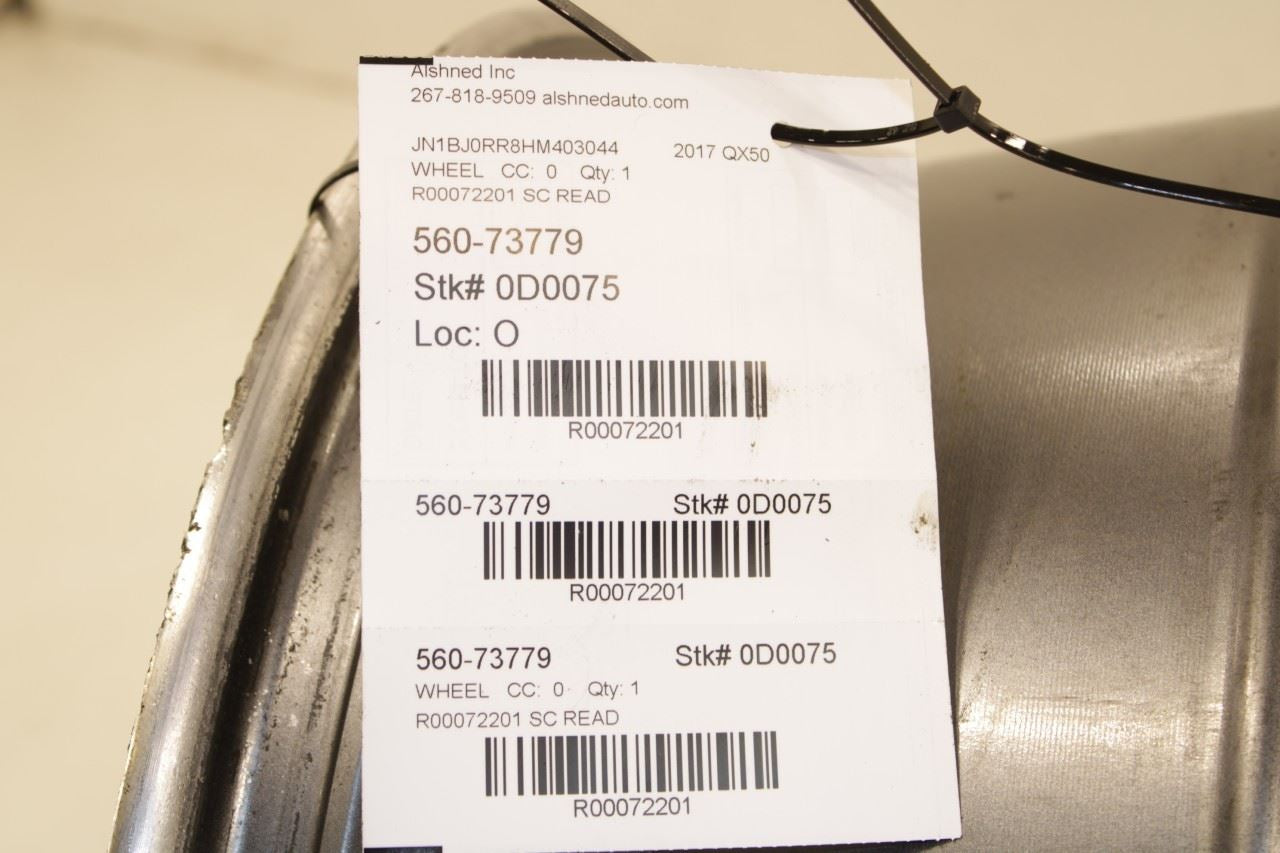 Alshned Inc
267-818-9509 alshnedauto.com
JN1BJ0RR8HM403044 2017 QX50
WHEEL CC: 0 Qty: 1
R00072201 SC READ
560-73779
Stk# 0D0075
Loc: O
R00072201
560-73779 Stk# 0D0075
R00072201
560-73779 Stk# 0D0075
WHEEL CC: 0 Qty: 1
R00072201 SC READ
R00072201